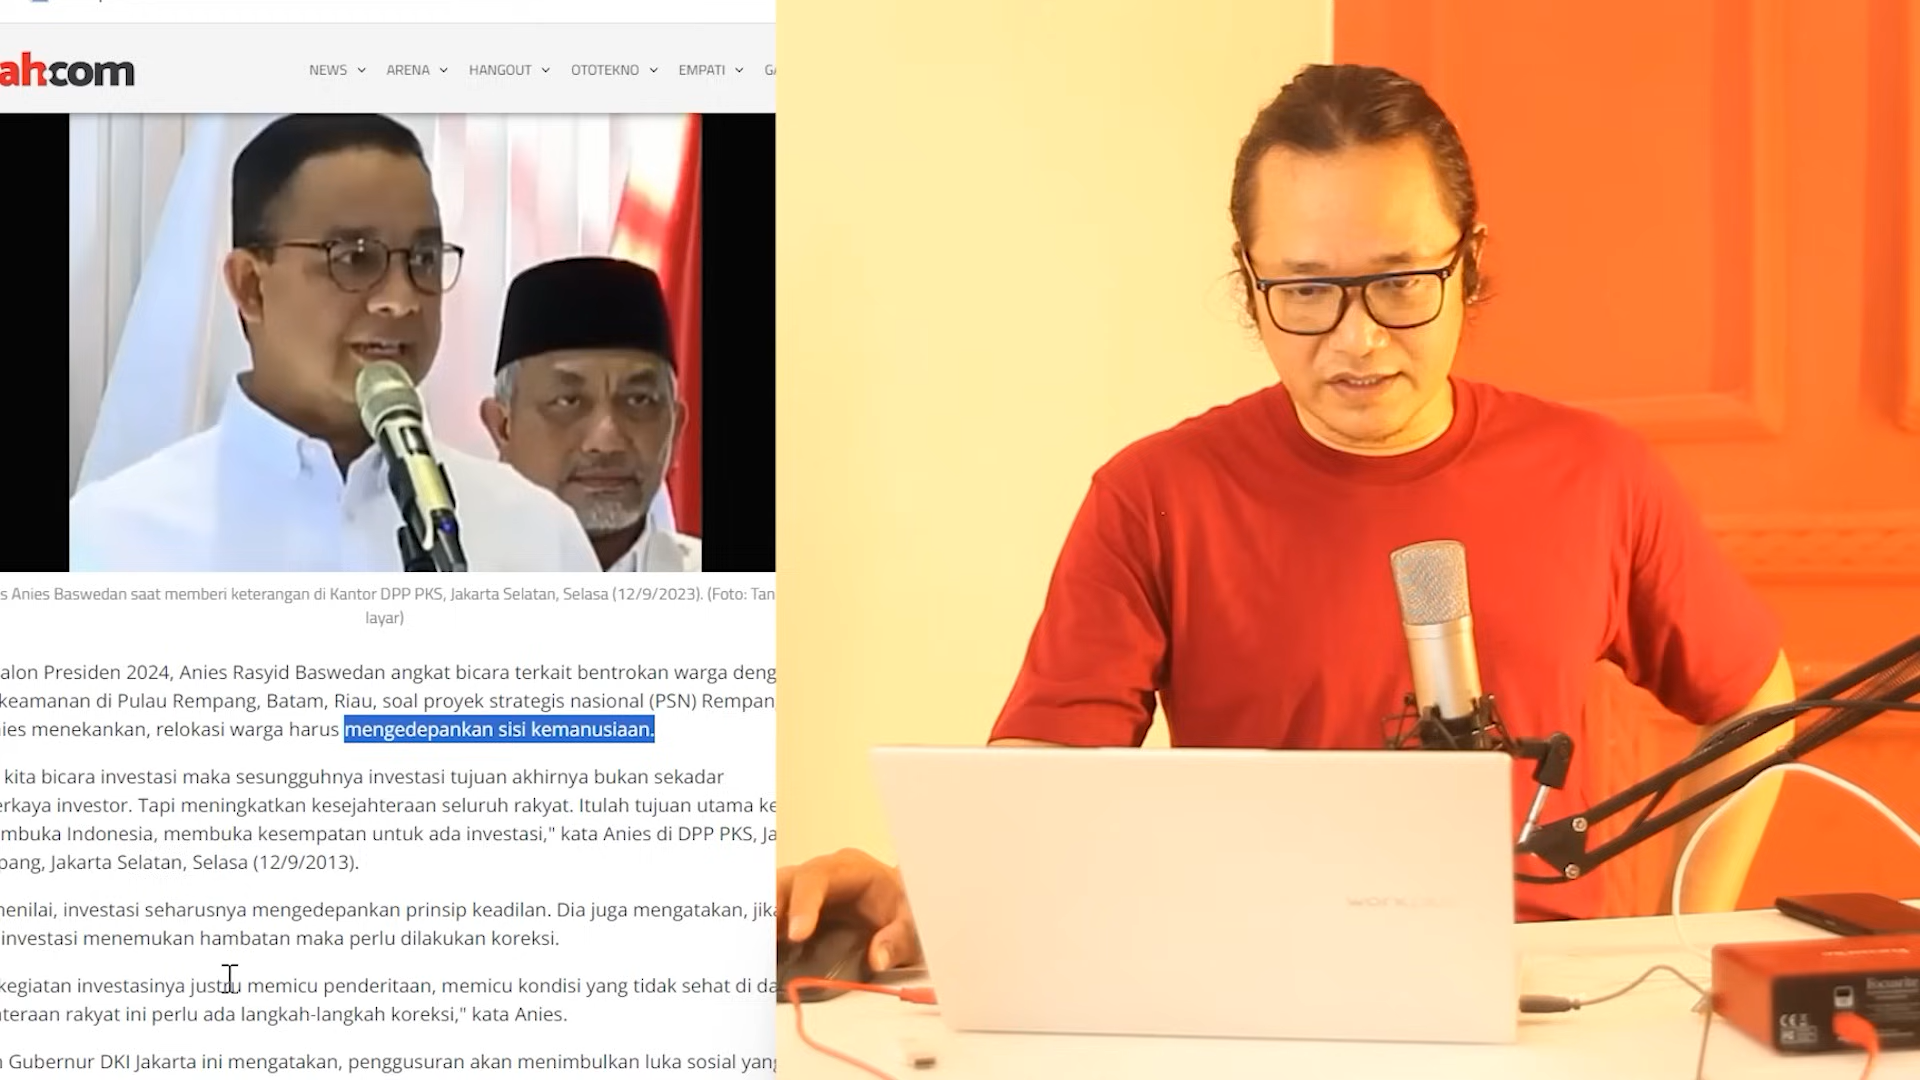 ah:com
NEWS
ARENA
HANGOUT
OTOTEKNO
EMPATI
GA
s Anies Baswedan saat memberi keterangan di Kantor DPP PKS, Jakarta Selatan, Selasa (12/9/2023). (Foto: Tan
layar)
alon Presiden 2024, Anies Rasyid Baswedan angkat bicara terkait bentrokan warga deng
keamanan di Pulau Rempang, Batam, Riau, soal proyek strategis nasional (PSN) Rempan
ies menekankan, relokasi warga harus mengedepankan sisi kemanusiaan.
kita bicara investasi maka sesungguhnya investasi tujuan akhirnya bukan sekadar
erkaya investor. Tapi meningkatkan kesejahteraan seluruh rakyat. Itulah tujuan utama ke
mbuka Indonesia, membuka kesempatan untuk ada investasi," kata Anies di DPP PKS, Ja
pang, Jakarta Selatan, Selasa (12/9/2013).
nenilai, investasi seharusnya mengedepankan prinsip keadilan. Dia juga mengatakan, jika
investasi menemukan hambatan maka perlu dilakukan koreksi.
kegiatan investasinya justru memicu penderitaan, memicu kondisi yang tidak sehat di da
teraan rakyat ini perlu ada langkah-langkah koreksi," kata Anies.
n Gubernur DKI Jakarta ini mengatakan, penggusuran akan menimbulkan luka sosial yang
Focusrite